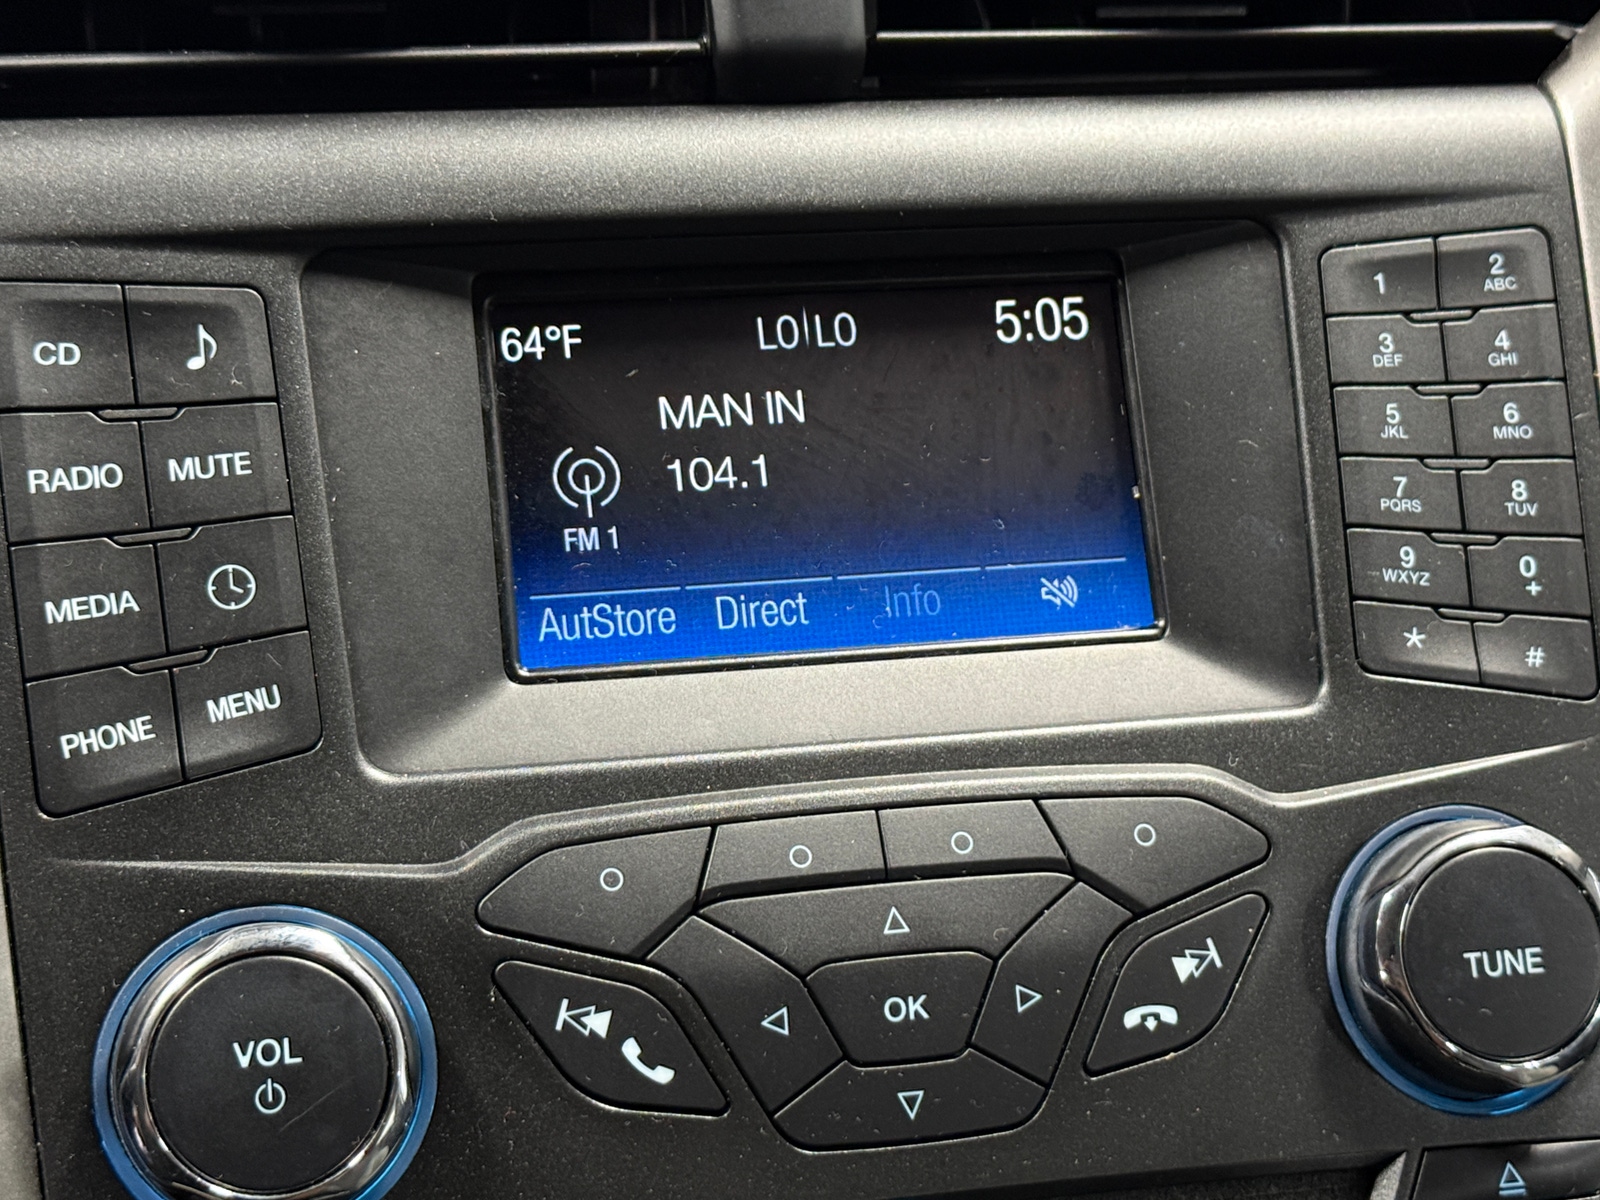 64°F LO|LO 5:05
MAN IN
104.1
FM 1
AutStore Direct Info
CD
RADIO MUTE
MEDIA
PHONE MENU
1 2 ABC
3 DEF 4 GHI
5 JKL 6 MNO
7 PQRS 8 TUV
9 WXYZ 0 +
* #
VOL
OK
TUNE